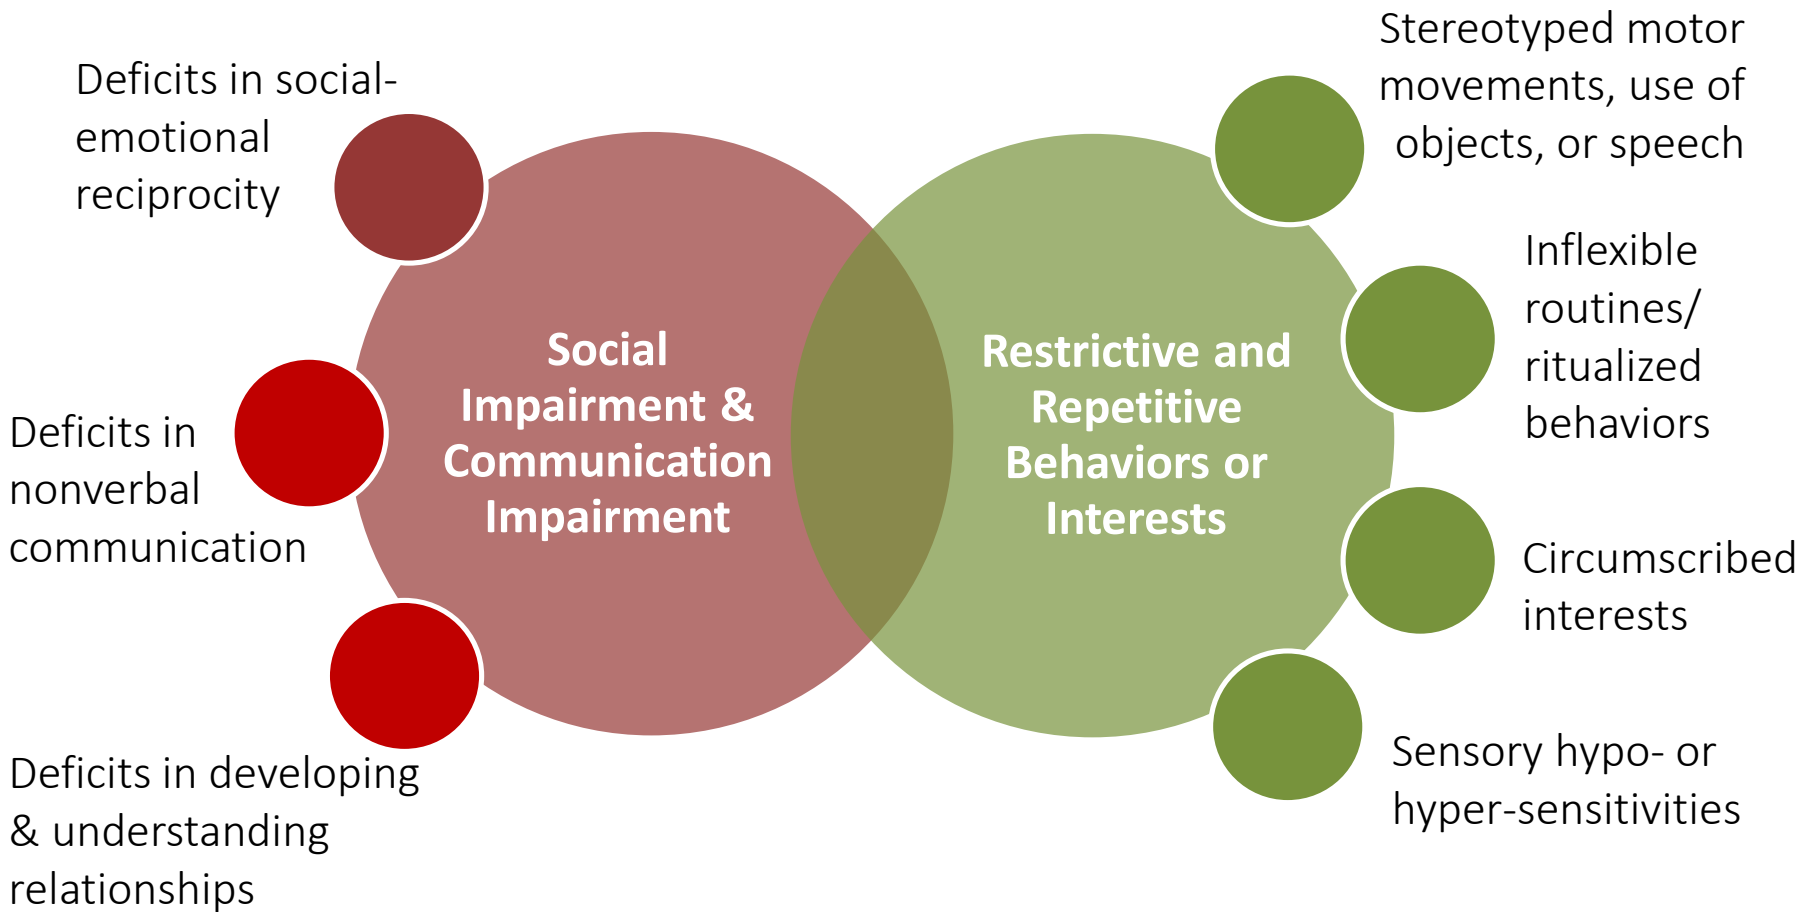 Deficits in social-
emotional
reciprocity
Deficits in
nonverbal
communication
Deficits in developing
& understanding
relationships
Social
Impairment &
Communication
Impairment
Restrictive and
Repetitive
Behaviors or
Interests
Stereotyped motor
movements, use of
objects, or speech
Inflexible
routines/
ritualized
behaviors
Circumscribed
interests
Sensory hypo- or
hyper-sensitivities